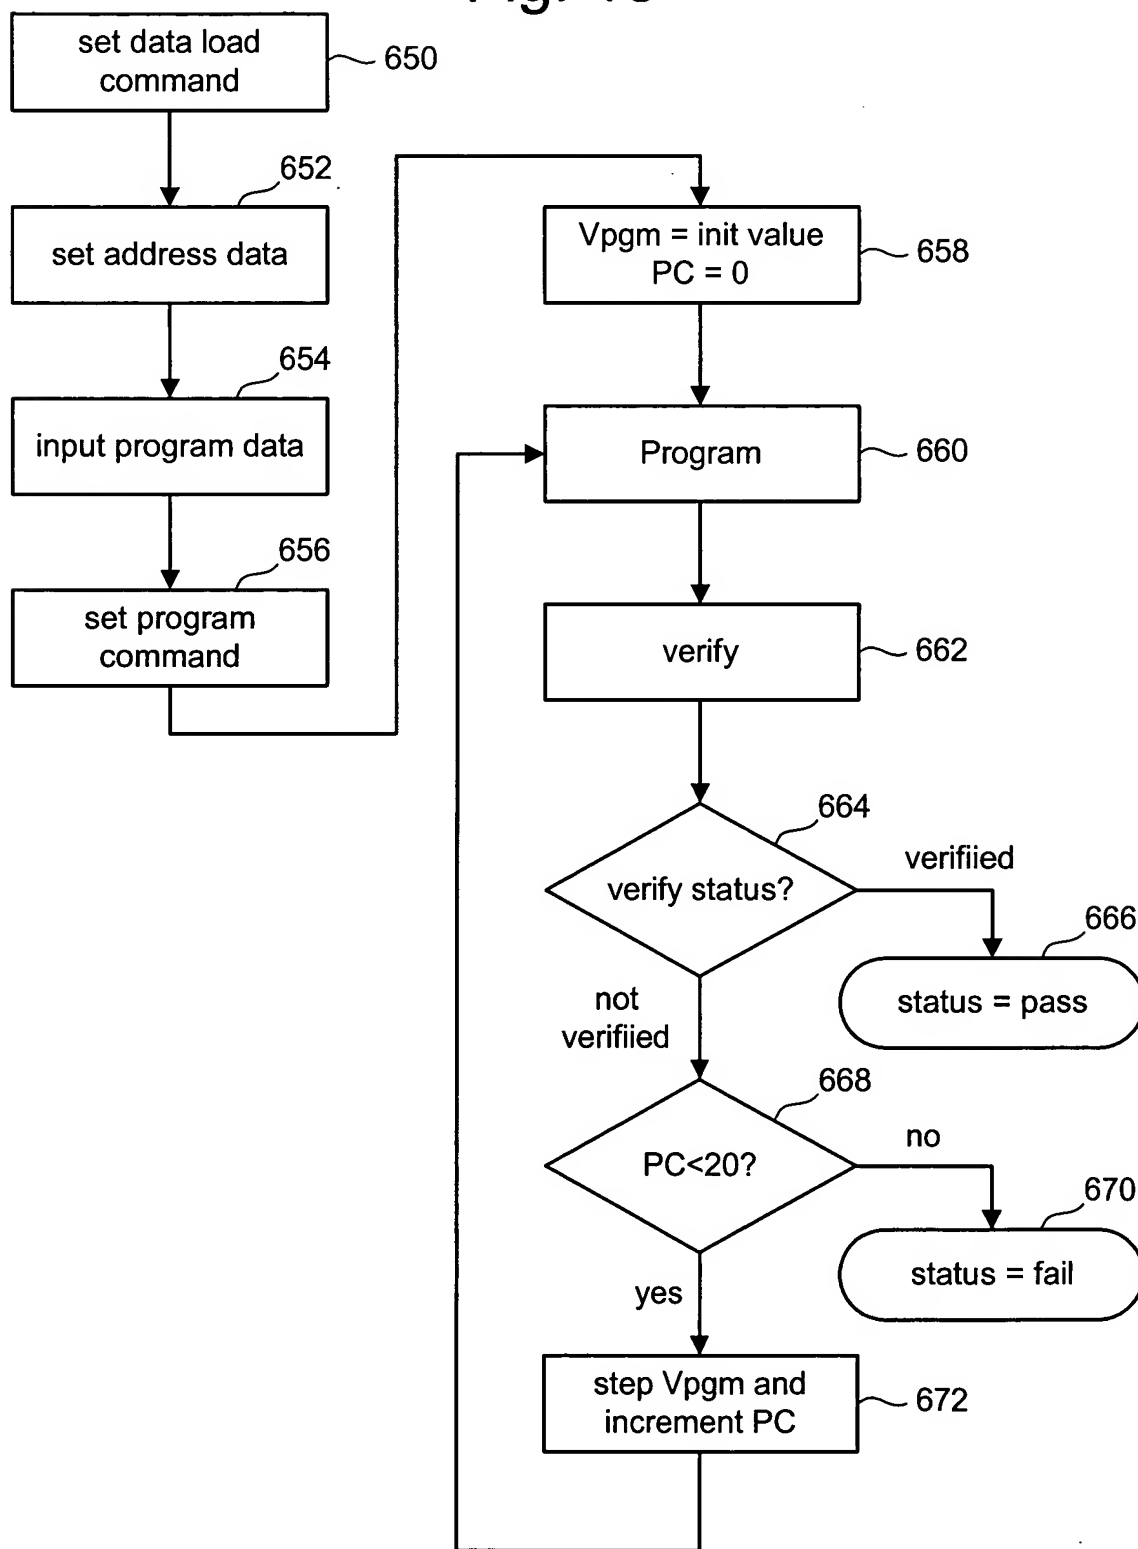 set data load
command
650
652
set address data
654
input program data
656
set program
command
Vpgm = init value
PC = 0
658
Program
660
verify
662
664
verify status?
verifiied
666
status = pass
not
verifiied
668
PC<20?
no
670
status = fail
yes
step Vpgm and
increment PC
672